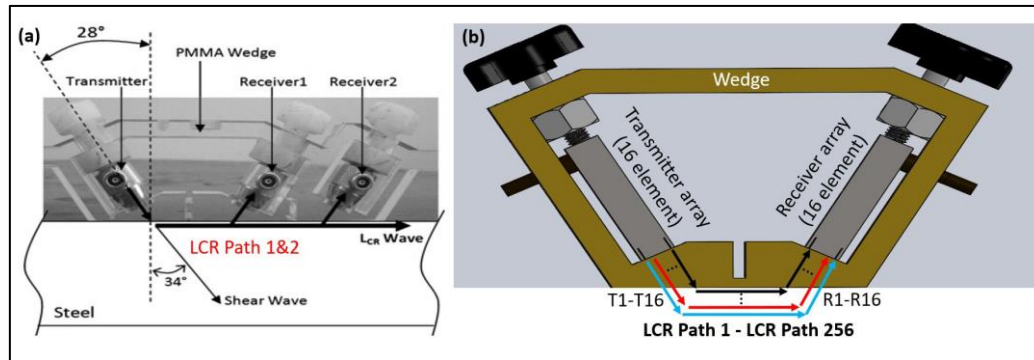 (a)
28°
PMMA Wedge
Transmitter
Receiver1
Receiver2
LCR Path 1&2
LCR Wave
34°
Shear Wave
Steel
(b)
Wedge
Transmitter array
(16 element)
Receiver array
(16 element)
...
...
...
T1-T16
R1-R16
LCR Path 1 - LCR Path 256